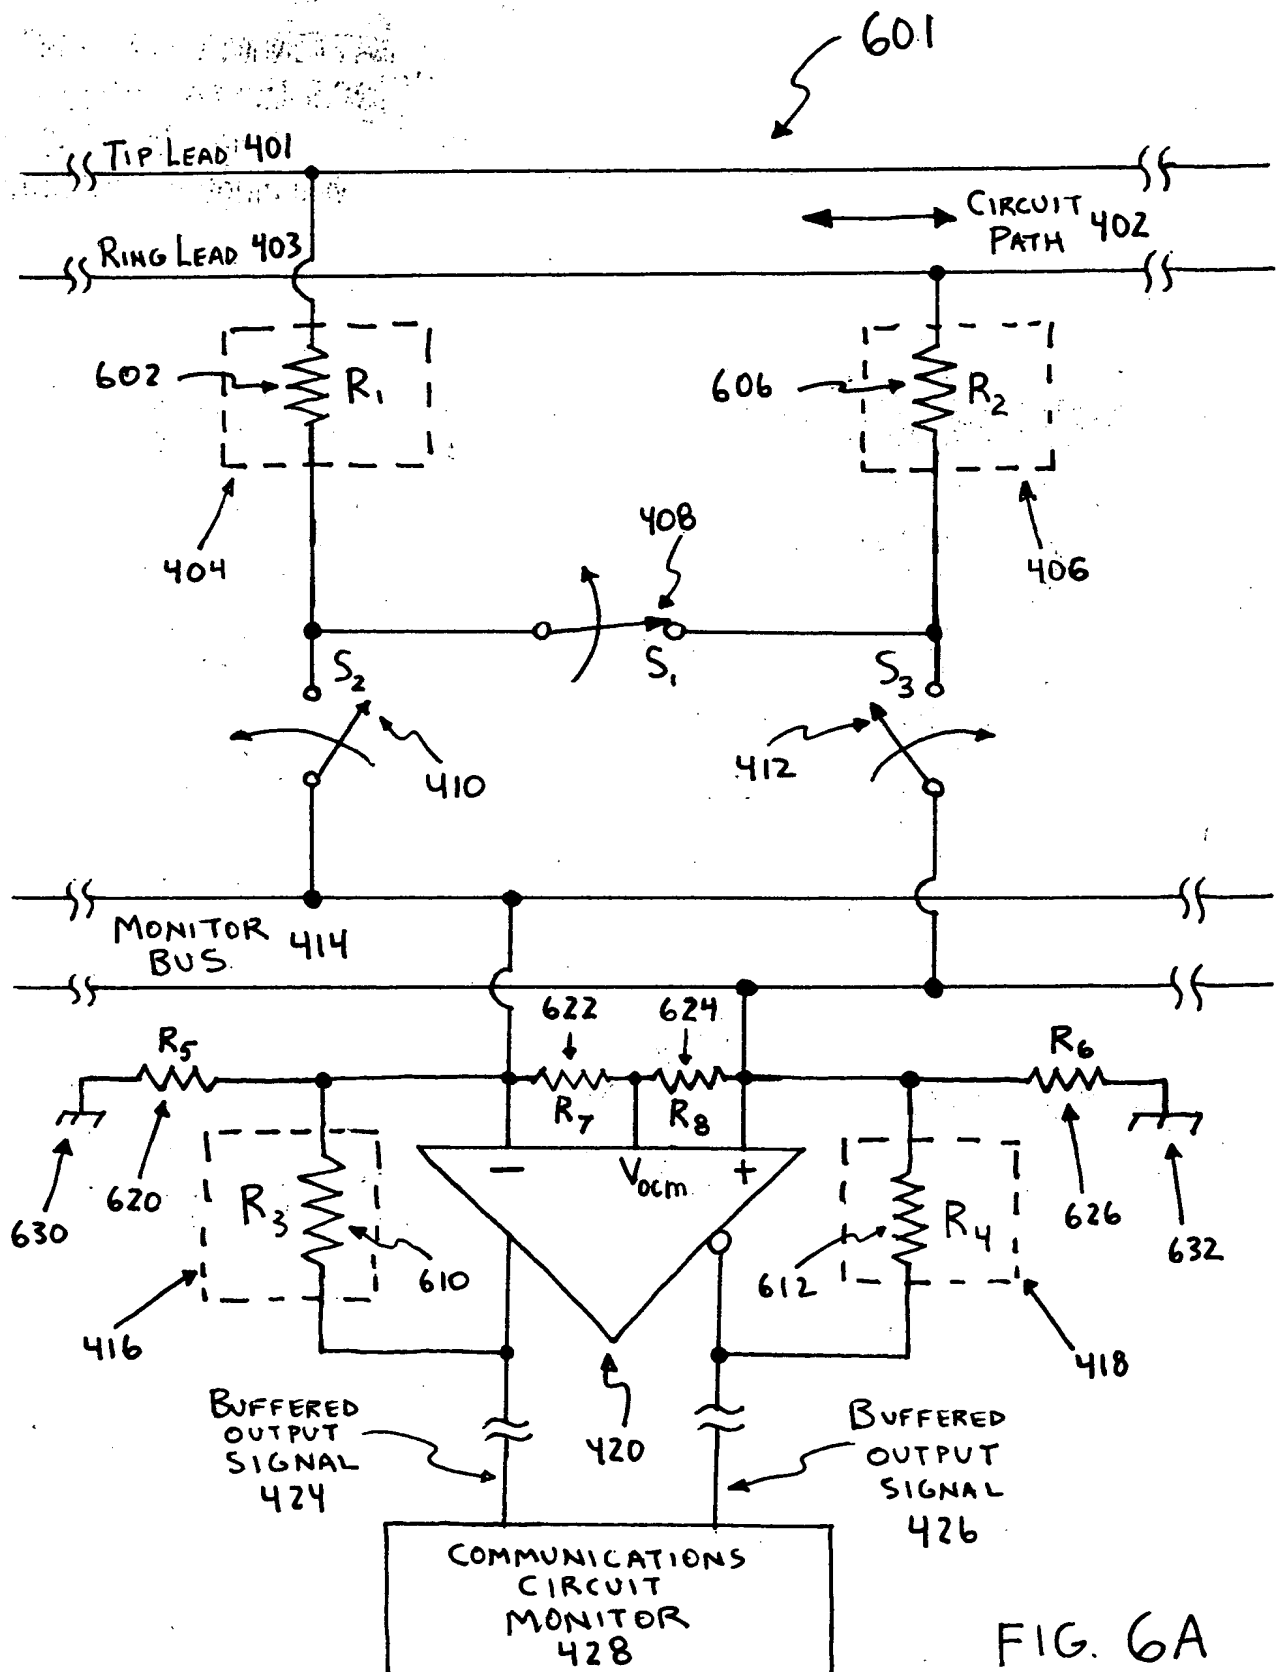 601
TIP LEAD 401
CIRCUIT
PATH 402
RING LEAD 403
602
R1
606
R2
404
408
406
S2
S1
S3
410
412
MONITOR
BUS 414
622
624
R5
R6
R7
R8
630
620
R3
-
Vocm
+
R4
626
632
610
612
416
418
BUFFERED
OUTPUT
SIGNAL
424
420
BUFFERED
OUTPUT
SIGNAL
426
COMMUNICATIONS
CIRCUIT
MONITOR
428
FIG. 6A